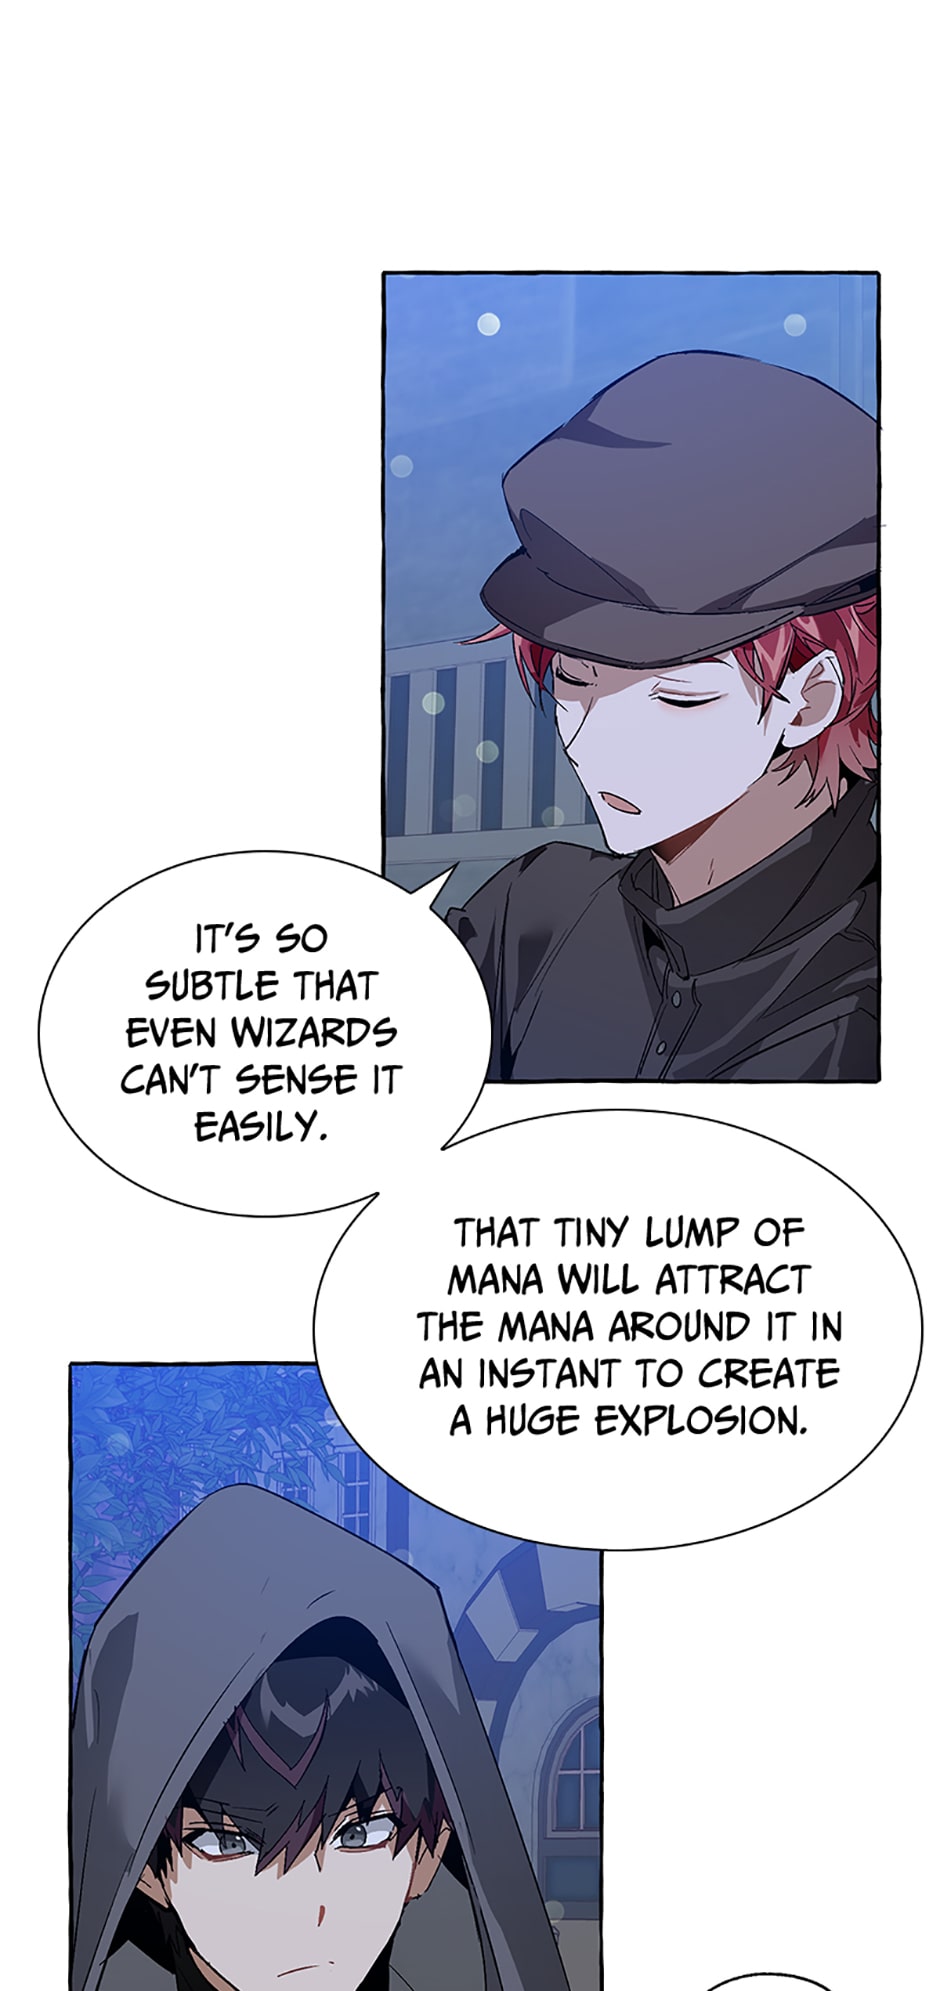 IT'S SO
SUBTLE THAT
EVEN WIZARDS
CAN'T SENSE IT
EASILY.
THAT TINY LUMP OF
MANA WILL ATTRACT
THE MANA AROUND IT IN
AN INSTANT TO CREATE
A HUGE EXPLOSION.